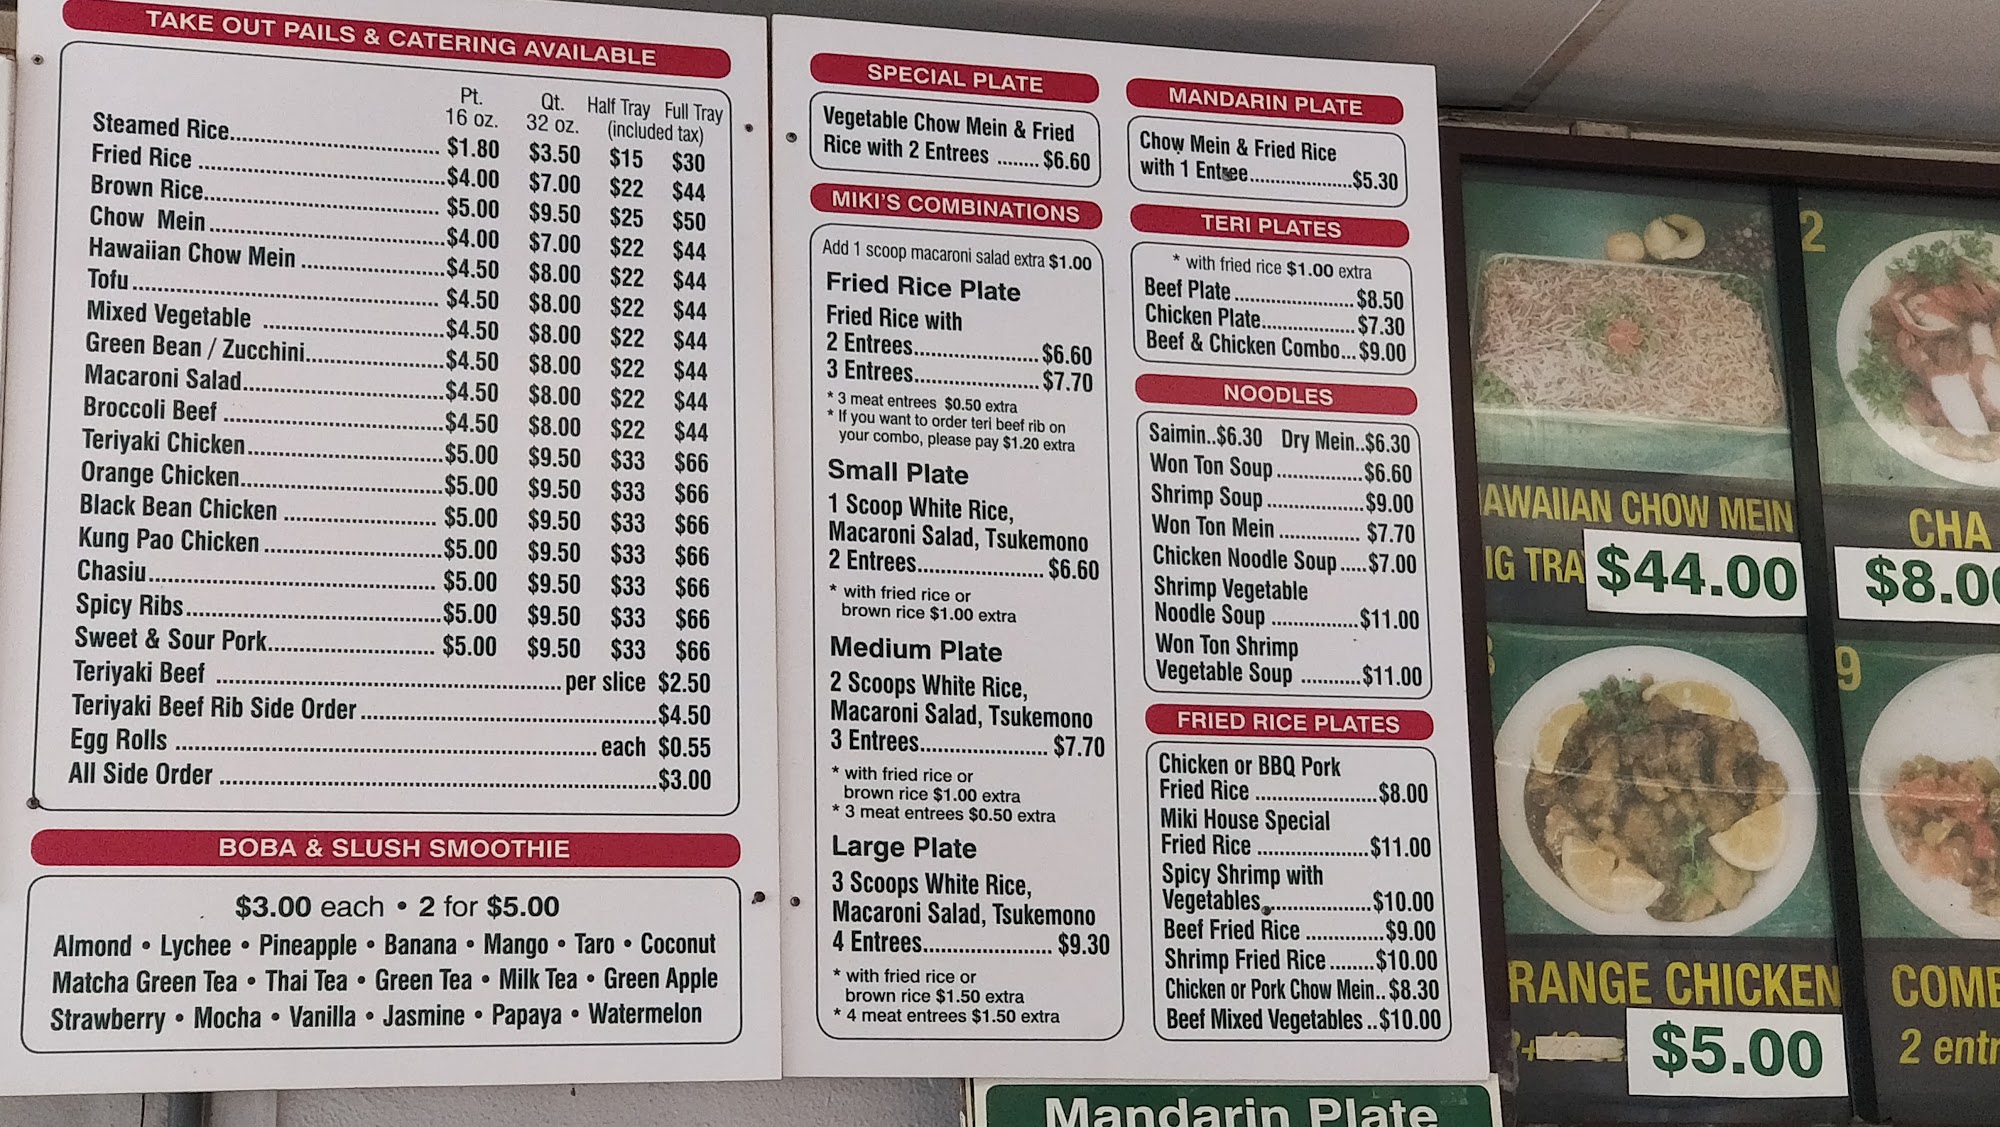 TAKE OUT PAILS & CATERING AVAILABLE
Pt. Qt. Half Tray Full Tray
16 oz. 32 oz. (included tax)
Steamed Rice.......... $1.80 $3.50 $15 $30
Fried Rice .......... $4.00 $7.00 $22 $44
Brown Rice.......... $5.00 $9.50 $25 $50
Chow Mein .......... $4.00 $7.00 $22 $44
Hawaiian Chow Mein .......... $4.50 $8.00 $22 $44
Tofu.......... $4.50 $8.00 $22 $44
Mixed Vegetable .......... $4.50 $8.00 $22 $44
Green Bean / Zucchini.......... $4.50 $8.00 $22 $44
Macaroni Salad.......... $4.50 $8.00 $22 $44
Broccoli Beef .......... $4.50 $8.00 $22 $44
Teriyaki Chicken.......... $5.00 $9.50 $33 $66
Orange Chicken.......... $5.00 $9.50 $33 $66
Black Bean Chicken .......... $5.00 $9.50 $33 $66
Kung Pao Chicken .......... $5.00 $9.50 $33 $66
Chasiu.......... $5.00 $9.50 $33 $66
Spicy Ribs.......... $5.00 $9.50 $33 $66
Sweet & Sour Pork.......... $5.00 $9.50 $33 $66
Teriyaki Beef .......... per slice $2.50
Teriyaki Beef Rib Side Order .......... $4.50
Egg Rolls .......... each $0.55
All Side Order .......... $3.00
BOBA & SLUSH SMOOTHIE
$3.00 each • 2 for $5.00
Almond • Lychee • Pineapple • Banana • Mango • Taro • Coconut
Matcha Green Tea • Thai Tea • Green Tea • Milk Tea • Green Apple
Strawberry • Mocha • Vanilla • Jasmine • Papaya • Watermelon
SPECIAL PLATE
Vegetable Chow Mein & Fried
Rice with 2 Entrees ........ $6.60
MIKI'S COMBINATIONS
Add 1 scoop macaroni salad extra $1.00
Fried Rice Plate
Fried Rice with
2 Entrees.......... $6.60
3 Entrees.......... $7.70
* 3 meat entrees $0.50 extra
* If you want to order teri beef rib on
your combo, please pay $1.20 extra
Small Plate
1 Scoop White Rice,
Macaroni Salad, Tsukemono
2 Entrees.......... $6.60
* with fried rice or
brown rice $1.00 extra
Medium Plate
2 Scoops White Rice,
Macaroni Salad, Tsukemono
3 Entrees.......... $7.70
* with fried rice or
brown rice $1.00 extra
* 3 meat entrees $0.50 extra
Large Plate
3 Scoops White Rice,
Macaroni Salad, Tsukemono
4 Entrees.......... $9.30
* with fried rice or
brown rice $1.50 extra
* 4 meat entrees $1.50 extra
MANDARIN PLATE
Chow Mein & Fried Rice
with 1 Entree.......... $5.30
TERI PLATES
* with fried rice $1.00 extra
Beef Plate .......... $8.50
Chicken Plate.......... $7.30
Beef & Chicken Combo... $9.00
NOODLES
Saimin..$6.30 Dry Mein..$6.30
Won Ton Soup .......... $6.60
Shrimp Soup .......... $9.00
Won Ton Mein .......... $7.70
Chicken Noodle Soup .....$7.00
Shrimp Vegetable
Noodle Soup .......... $11.00
Won Ton Shrimp
Vegetable Soup .......... $11.00
FRIED RICE PLATES
Chicken or BBQ Pork
Fried Rice .......... $8.00
Miki House Special
Fried Rice .......... $11.00
Spicy Shrimp with
Vegetables.......... $10.00
Beef Fried Rice .......... $9.00
Shrimp Fried Rice ........$10.00
Chicken or Pork Chow Mein.. $8.30
Beef Mixed Vegetables ..$10.00
AWAIIAN CHOW MEIN
IG TRA $44.00
2
CHA
$8.0
RANGE CHICKEN
$5.00
9
COM
2 entr
Mandarin Plate